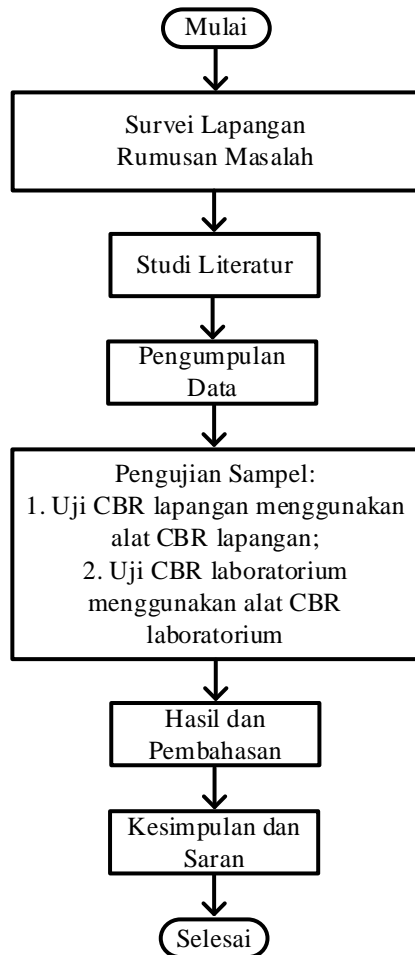 Mulai
Survei Lapangan
Rumusan Masalah
Studi Literatur
Pengumpulan
Data
Pengujian Sampel:
1. Uji CBR lapangan menggunakan
alat CBR lapangan;
2. Uji CBR laboratorium
menggunakan alat CBR
laboratorium
Hasil dan
Pembahasan
Kesimpulan dan
Saran
Selesai